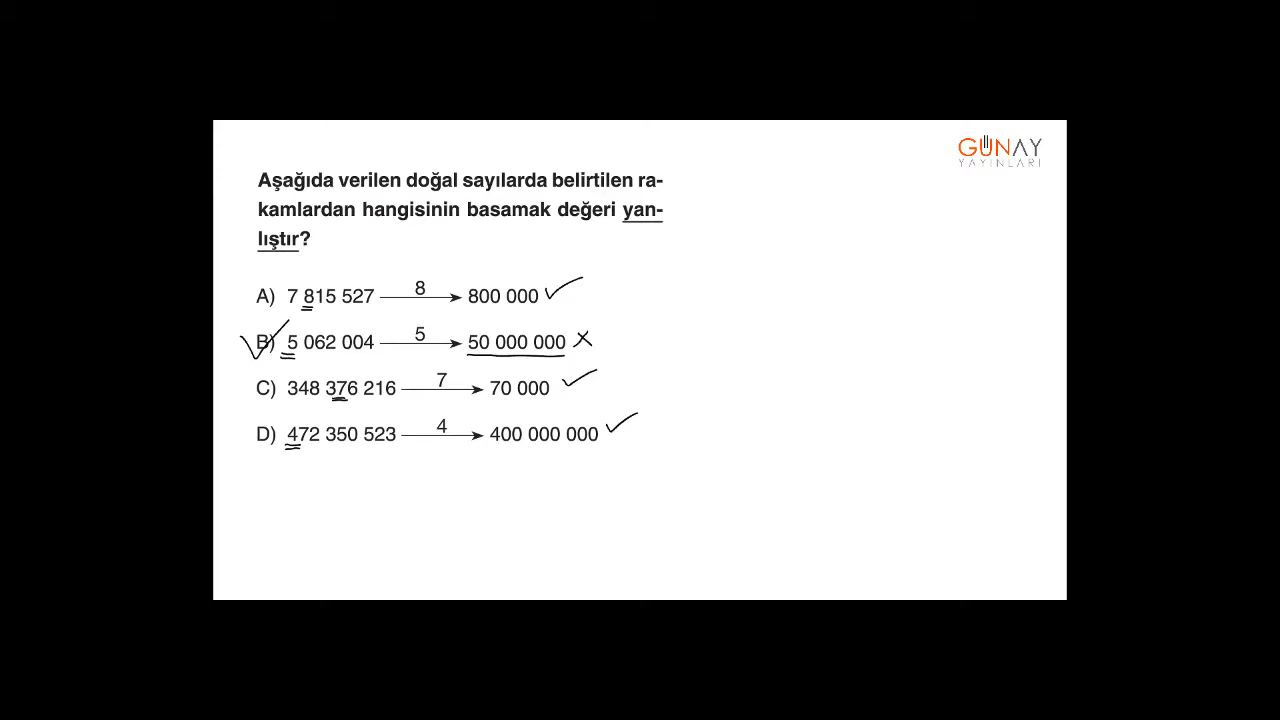 GÜNAY
YAYINLARI
Aşağıda verilen doğal sayılarda belirtilen ra-
kamlardan hangisinin basamak değeri yan-
lıştır?
A) 7 815 527 8 800 000
B) 5 062 004 5 50 000 000
C) 348 376 216 7 70 000
D) 472 350 523 4 400 000 000